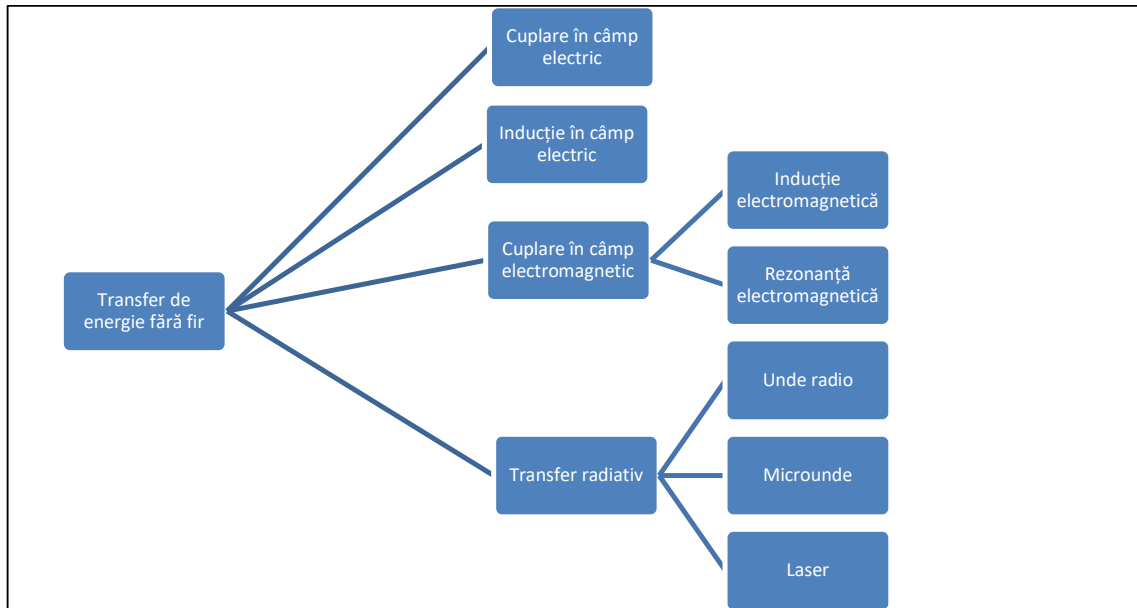 Transfer de
energie fără fir
Cuplare în câmp
electric
Inducție în câmp
electric
Cuplare în câmp
electromagnetic
Inducție
electromagnetică
Rezonanță
electromagnetică
Transfer radiativ
Unde radio
Microunde
Laser